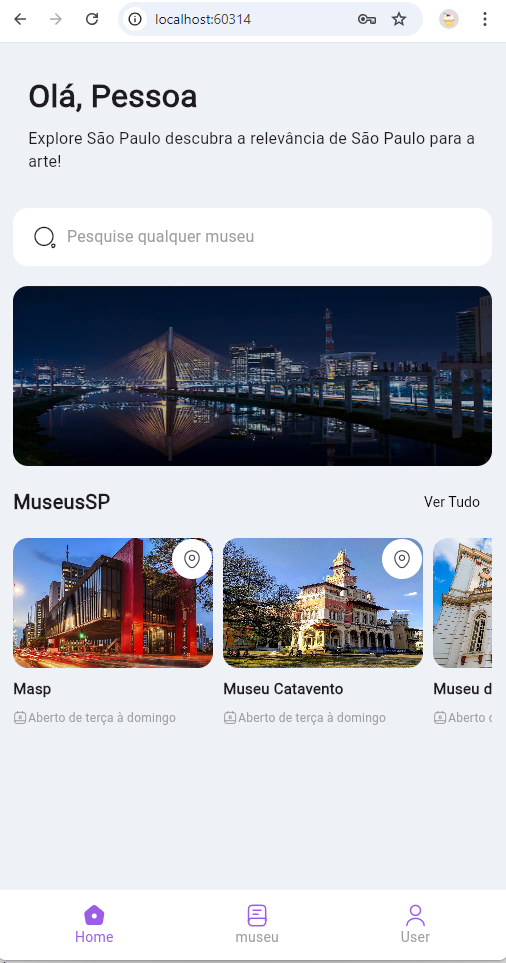 localhost:60314
Olá, Pessoa
Explore São Paulo descubra a relevância de São Paulo para a
arte!
Pesquise qualquer museu
MuseusSP
Ver Tudo
Masp
Museu Catavento
Museu d
Aberto de terça à domingo
Aberto de terça à domingo
Aberto d
Home
museu
User